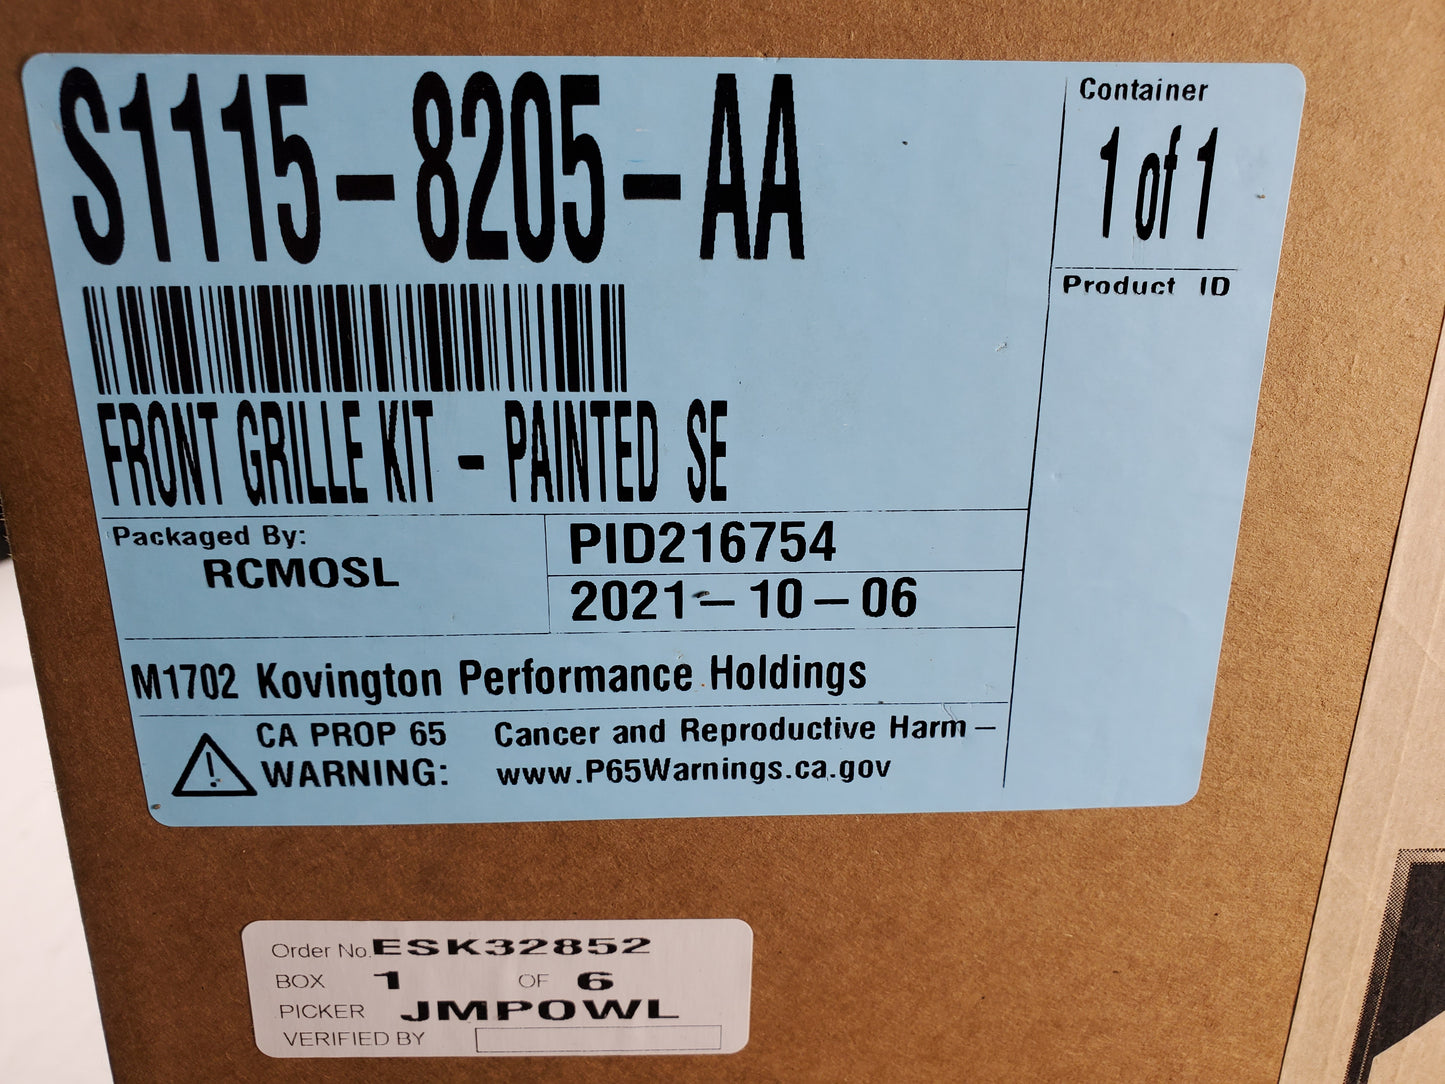 S1115-8205-AA
Container
1 of 1
Product ID
FRONT GRILLE KIT - PAINTED SE
Packaged By:
RCMOSL
PID216754
2021-10-06
M1702 Kovington Performance Holdings
CA PROP 65 Cancer and Reproductive Harm -
WARNING: www.P65Warnings.ca.gov
Order No. ESK32852
BOX 1 OF 6
PICKER JMPOWL
VERIFIED BY